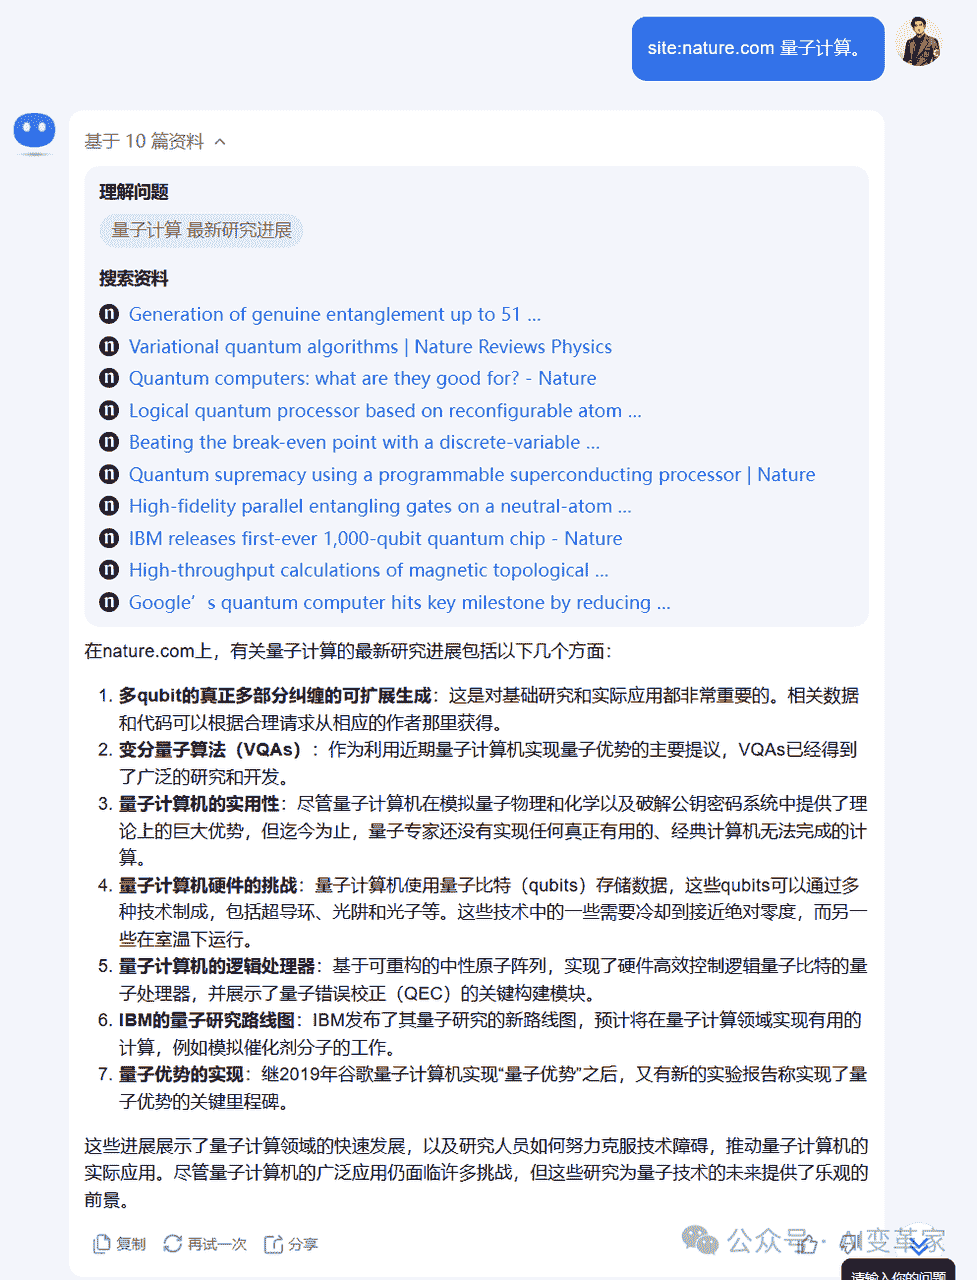 site:nature.com 量子计算。
基于 10 篇资料
理解问题
量子计算 最新研究进展
搜索资料
n Generation of genuine entanglement up to 51 ...
n Variational quantum algorithms | Nature Reviews Physics
n Quantum computers: what are they good for? - Nature
n Logical quantum processor based on reconfigurable atom ...
n Beating the break-even point with a discrete-variable ...
n Quantum supremacy using a programmable superconducting processor | Nature
n High-fidelity parallel entangling gates on a neutral-atom ...
n IBM releases first-ever 1,000-qubit quantum chip - Nature
n High-throughput calculations of magnetic topological ...
n Google’s quantum computer hits key milestone by reducing ...
在nature.com上，有关量子计算的最新研究进展包括以下几个方面：
1. 多qubit的真正多部分纠缠的可扩展生成：这是对基础研究和实际应用都非常重要的。相关数据
和代码可以根据合理请求从相应的作者那里获得。
2. 变分量子算法（VQAs）：作为利用近期量子计算机实现量子优势的主要提议，VQAs已经得到
了广泛的研究和开发。
3. 量子计算机的实用性：尽管量子计算机在模拟量子物理和化学以及破解公钥密码系统中提供了理
论上的巨大优势，但迄今为止，量子专家还没有实现任何真正有用的、经典计算机无法完成的计
算。
4. 量子计算机硬件的挑战：量子计算机使用量子比特（qubits）存储数据，这些qubits可以通过多
种技术制成，包括超导环、光阱和光子等。这些技术中的一些需要冷却到接近绝对零度，而另一
些在室温下运行。
5. 量子计算机的逻辑处理器：基于可重构的中性原子阵列，实现了硬件高效控制逻辑量子比特的量
子处理器，并展示了量子错误校正（QEC）的关键构建模块。
6. IBM的量子研究路线图：IBM发布了其量子研究的新路线图，预计将在量子计算领域实现有用的
计算，例如模拟催化剂分子的工作。
7. 量子优势的实现：继2019年谷歌量子计算机实现“量子优势”之后，又有新的实验报告称实现了量
子优势的关键里程碑。
这些进展展示了量子计算领域的快速发展，以及研究人员如何努力克服技术障碍，推动量子计算机的
实际应用。尽管量子计算机的广泛应用仍面临许多挑战，但这些研究为量子技术的未来提供了乐观的
前景。
复制 再试一次 分享
公众号 · AI变革家
请输入你的问题